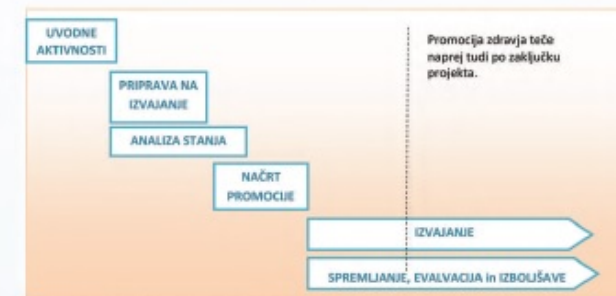 UVODNE
AKTIVNOSTI
Promocija zdravja teče
naprej tudi po zaključku
projekta.
PRIPRAVA NA
IZVAJANJE
ANALIZA STANJA
NAČRT
PROMOCIJE
IZVAJANJE
SPREMLJANJE, EVALVACIJA in IZBOLJŠAVE